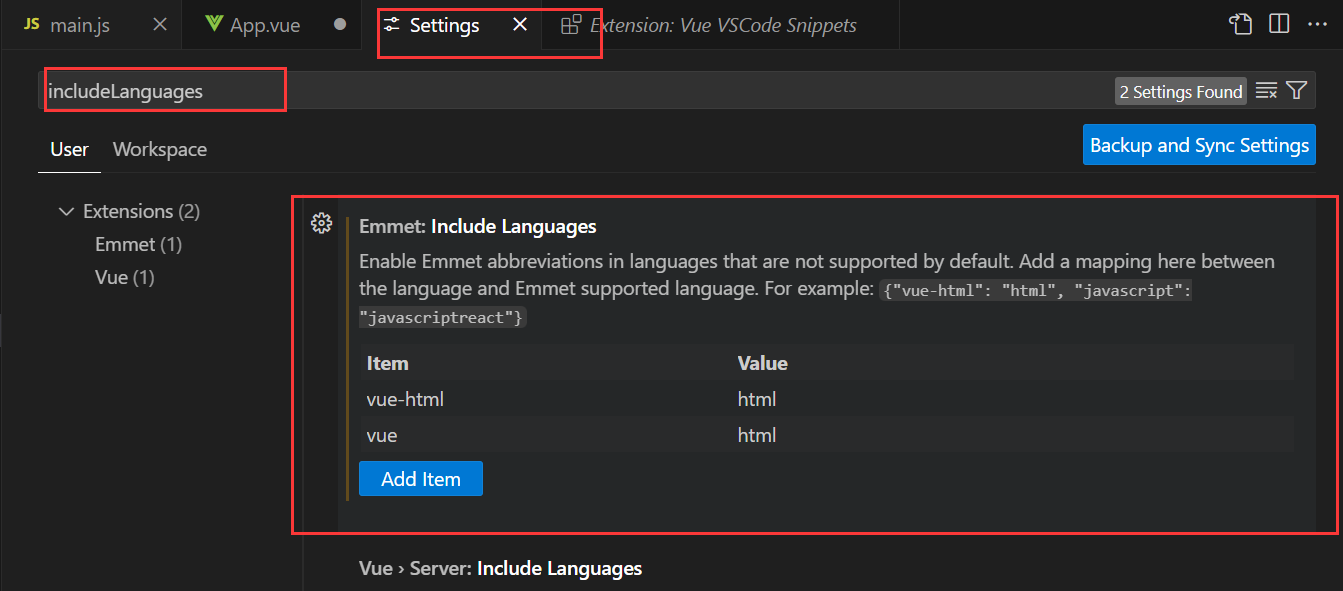 JS main.js
App.vue
Settings
Extension: Vue VSCode Snippets
includeLanguages
2 Settings Found
User
Workspace
Backup and Sync Settings
Extensions (2)
Emmet (1)
Vue (1)
Emmet: Include Languages
Enable Emmet abbreviations in languages that are not supported by default. Add a mapping here between
the language and Emmet supported language. For example: {"vue-html": "html", "javascript":
"javascriptreact"}
Item Value
vue-html html
vue html
Add Item
Vue › Server: Include Languages